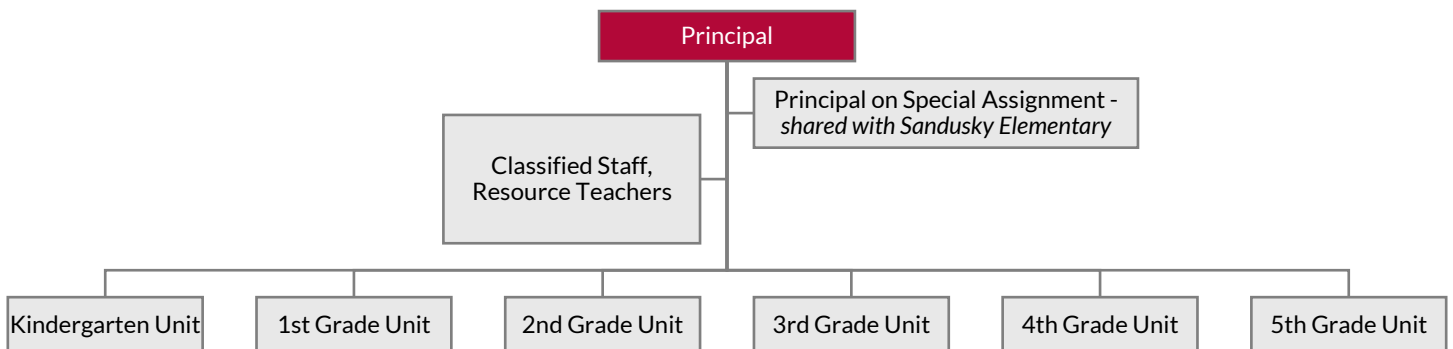 Principal
Principal on Special Assignment -
shared with Sandusky Elementary
Classified Staff,
Resource Teachers
Kindergarten Unit
1st Grade Unit
2nd Grade Unit
3rd Grade Unit
4th Grade Unit
5th Grade Unit